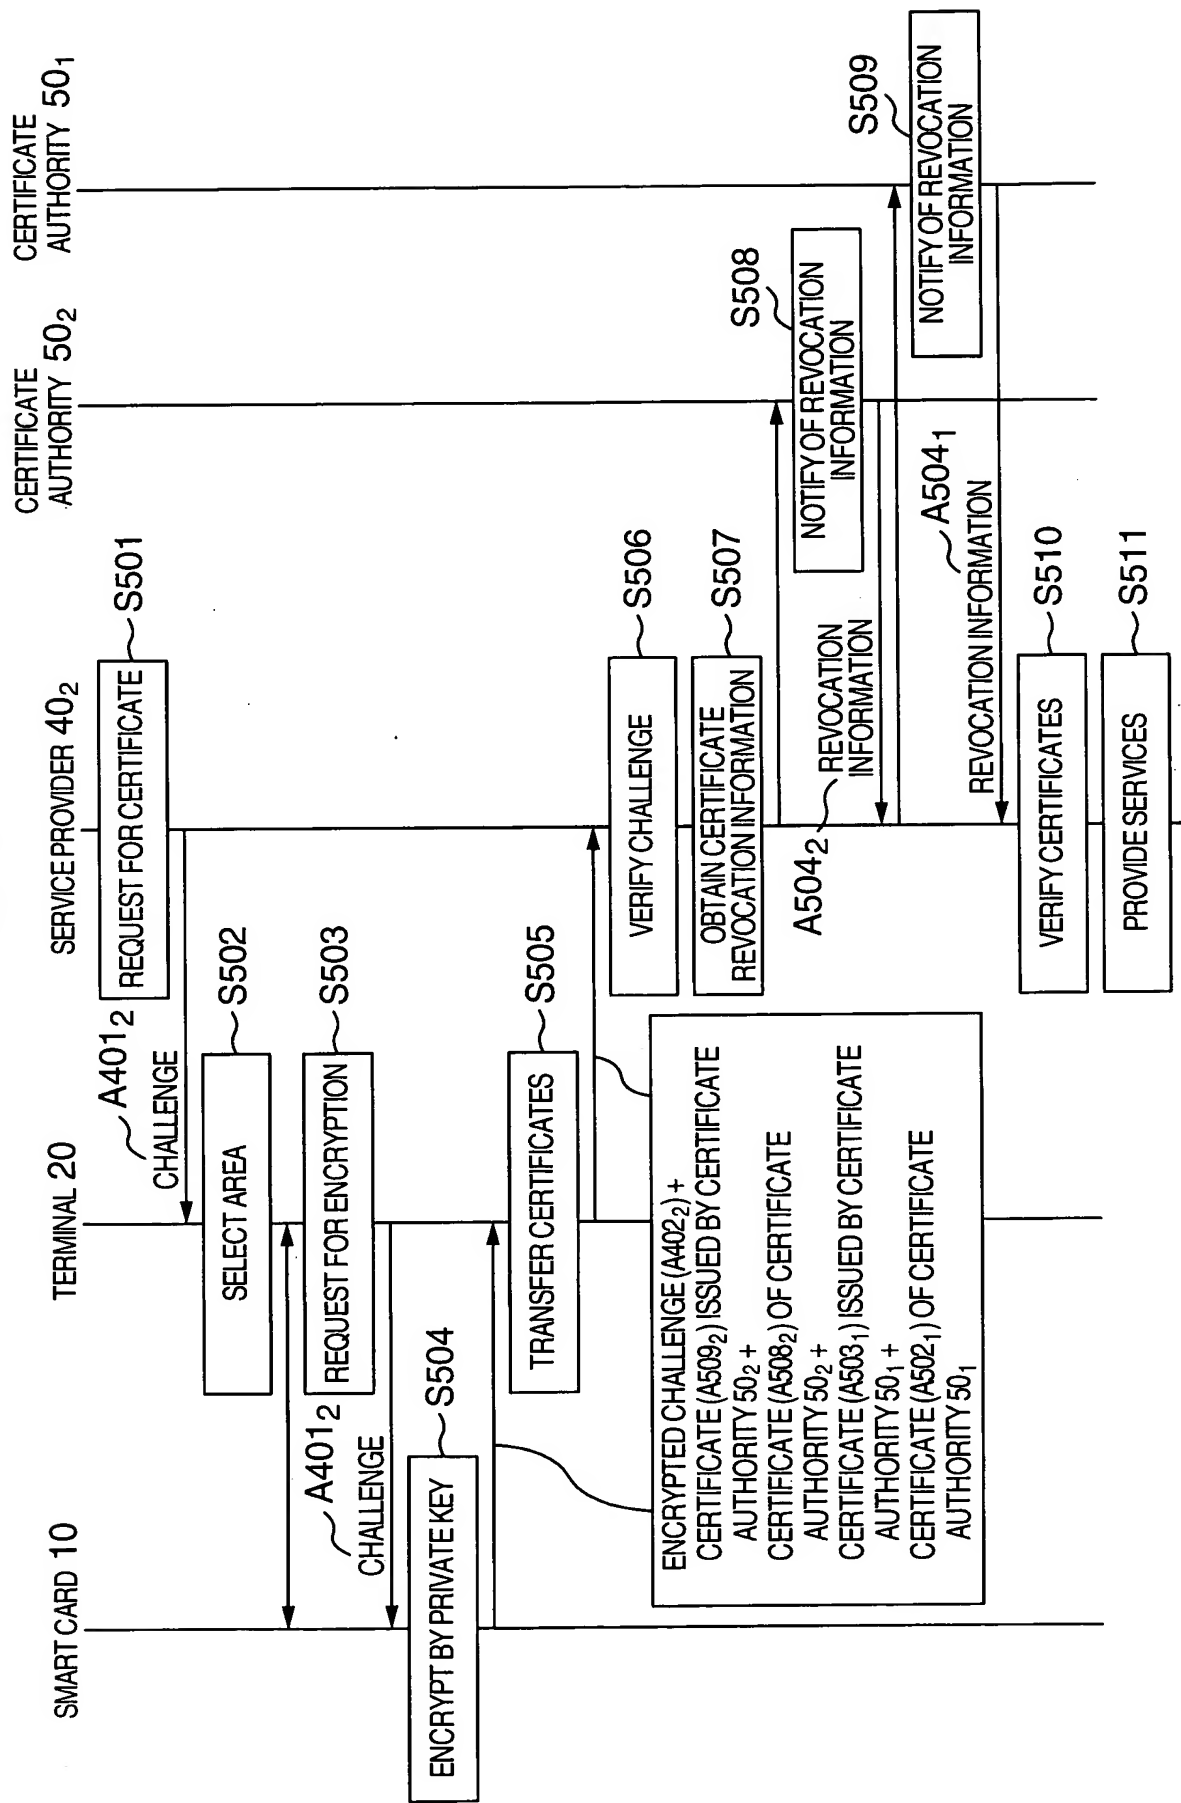 SMART CARD 10
TERMINAL 20
SERVICE PROVIDER 40₂
CERTIFICATE
AUTHORITY 50₂
CERTIFICATE
AUTHORITY 50₁
REQUEST FOR CERTIFICATE
S501
A401₂
CHALLENGE
SELECT AREA
S502
REQUEST FOR ENCRYPTION
S503
A401₂
CHALLENGE
ENCRYPT BY PRIVATE KEY
S504
TRANSFER CERTIFICATES
S505
ENCRYPTED CHALLENGE (A402₂) +
CERTIFICATE (A509₂) ISSUED BY CERTIFICATE
AUTHORITY 50₂ +
CERTIFICATE (A508₂) OF CERTIFICATE
AUTHORITY 50₂ +
CERTIFICATE (A503₁) ISSUED BY CERTIFICATE
AUTHORITY 50₁ +
CERTIFICATE (A502₁) OF CERTIFICATE
AUTHORITY 50₁
VERIFY CHALLENGE
S506
OBTAIN CERTIFICATE
REVOCATION INFORMATION
S507
NOTIFY OF REVOCATION
INFORMATION
S508
A504₂
REVOCATION
INFORMATION
NOTIFY OF REVOCATION
INFORMATION
S509
A504₁
REVOCATION INFORMATION
VERIFY CERTIFICATES
S510
PROVIDE SERVICES
S511